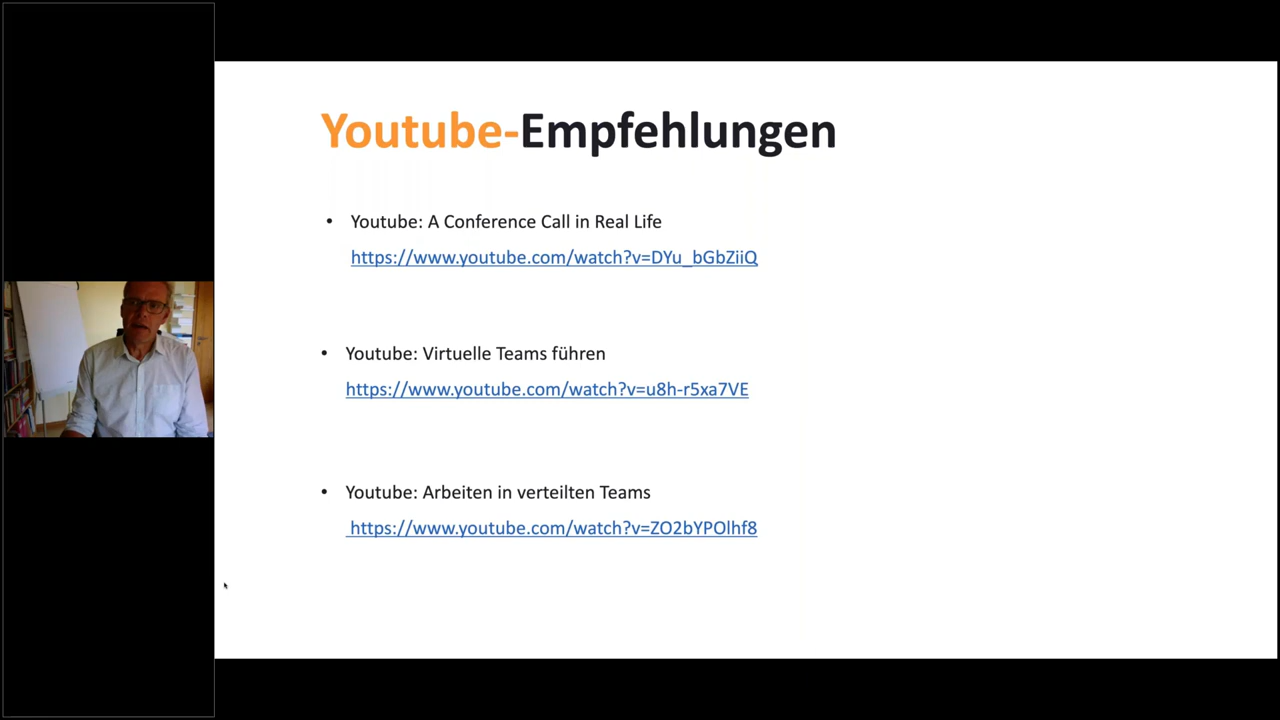 Youtube-Empfehlungen
• Youtube: A Conference Call in Real Life
https://www.youtube.com/watch?v=DYu_bGbZiiQ
• Youtube: Virtuelle Teams führen
https://www.youtube.com/watch?v=u8h-r5xa7VE
• Youtube: Arbeiten in verteilten Teams
https://www.youtube.com/watch?v=ZO2bYPOlhf8